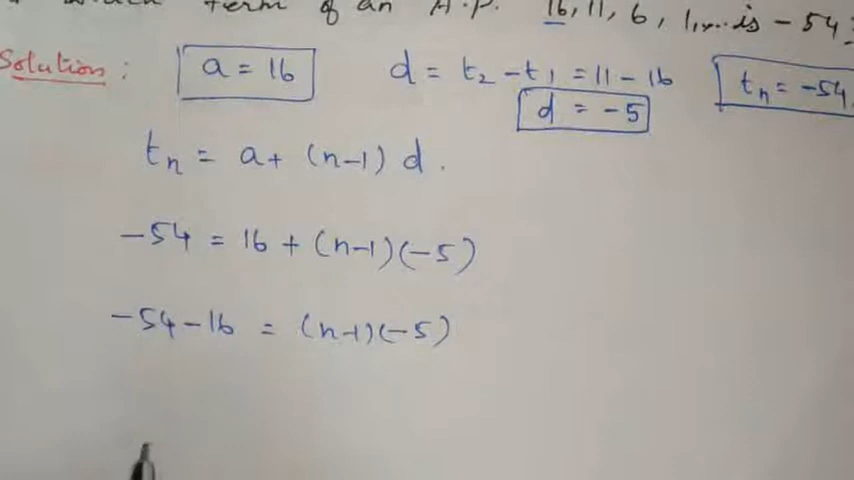 which term of an A.P. 16, 11, 6, 1, ... is -54
Solution : a = 16 d = t₂ - t₁ = 11 - 16 tₙ = -54
d = -5
tₙ = a + (n-1) d .
-54 = 16 + (n-1)(-5)
-54-16 = (n-1)(-5)